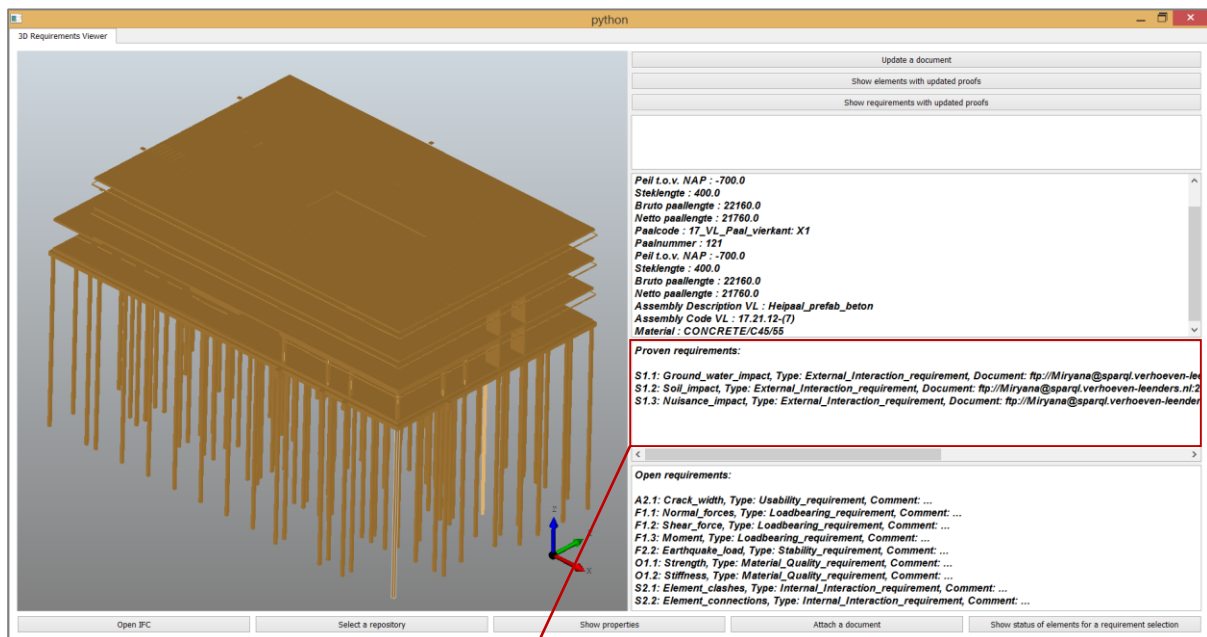 python
3D Requirements Viewer
Update a document
Show elements with updated proofs
Show requirements with updated proofs
Peil t.o.v. NAP : -700.0
Steklengte : 400.0
Bruto paallengte : 22160.0
Netto paallengte : 21760.0
Paalcode : 17_VL_Paal_vierkant: X1
Paalnummer : 121
Peil t.o.v. NAP : -700.0
Steklengte : 400.0
Bruto paallengte : 22160.0
Netto paallengte : 21760.0
Assembly Description VL : Heipaal_prefab_beton
Assembly Code VL : 17.21.12-(7)
Material : CONCRETE/C45/55
Proven requirements:
S1.1: Ground_water_impact, Type: External_Interaction_requirement, Document: ftp://Miryana@sparql.verhoeven-lee
S1.2: Soil_impact, Type: External_Interaction_requirement, Document: ftp://Miryana@sparql.verhoeven-leenders.nl:2
S1.3: Nuisance_impact, Type: External_Interaction_requirement, Document: ftp://Miryana@sparql.verhoeven-leender
Open requirements:
A2.1: Crack_width, Type: Usability_requirement, Comment: ...
F1.1: Normal_forces, Type: Loadbearing_requirement, Comment: ...
F1.2: Shear_force, Type: Loadbearing_requirement, Comment: ...
F1.3: Moment, Type: Loadbearing_requirement, Comment: ...
F2.2: Earthquake_load, Type: Stability_requirement, Comment: ...
O1.1: Strength, Type: Material_Quality_requirement, Comment: ...
O1.2: Stiffness, Type: Material_Quality_requirement, Comment: ...
S2.1: Element_clashes, Type: Internal_Interaction_requirement, Comment: ...
S2.2: Element_connections, Type: Internal_Interaction_requirement, Comment: ...
z
x
Open IFC
Select a repository
Show properties
Attach a document
Show status of elements for a requirement selection